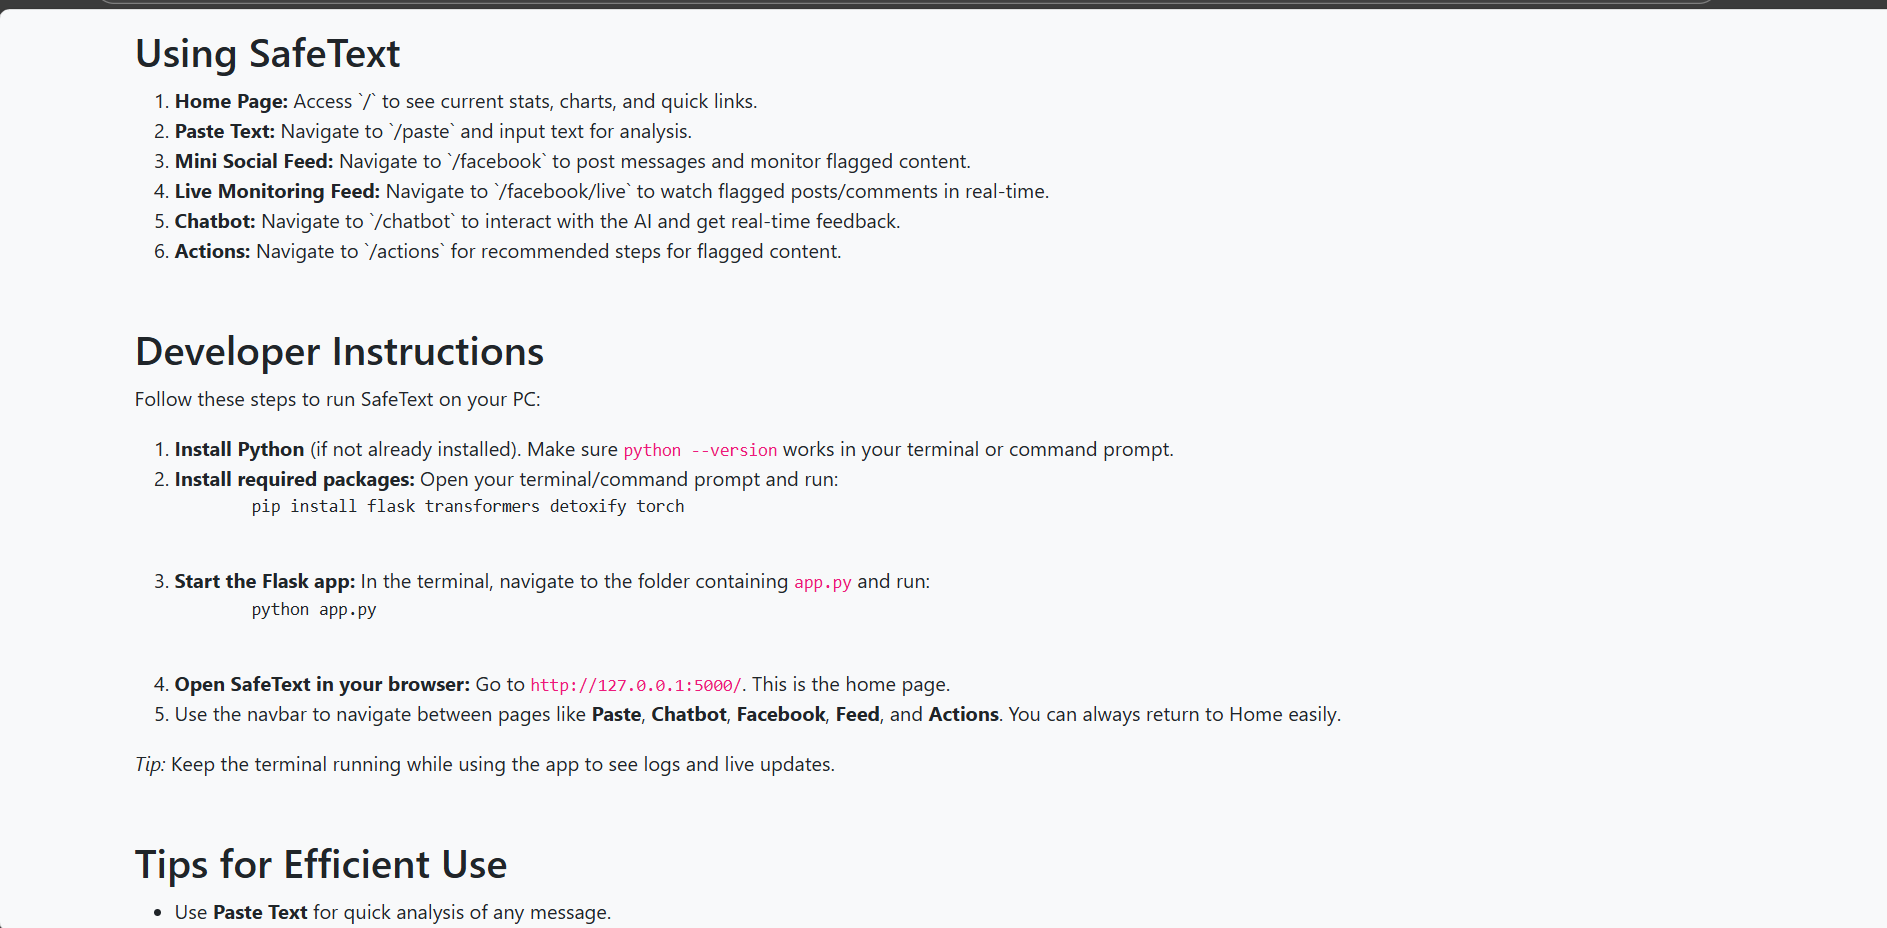 Using SafeText
1. Home Page: Access `/` to see current stats, charts, and quick links.
2. Paste Text: Navigate to `/paste` and input text for analysis.
3. Mini Social Feed: Navigate to `/facebook` to post messages and monitor flagged content.
4. Live Monitoring Feed: Navigate to `/facebook/live` to watch flagged posts/comments in real-time.
5. Chatbot: Navigate to `/chatbot` to interact with the AI and get real-time feedback.
6. Actions: Navigate to `/actions` for recommended steps for flagged content.
Developer Instructions
Follow these steps to run SafeText on your PC:
1. Install Python (if not already installed). Make sure python --version works in your terminal or command prompt.
2. Install required packages: Open your terminal/command prompt and run:
pip install flask transformers detoxify torch
3. Start the Flask app: In the terminal, navigate to the folder containing app.py and run:
python app.py
4. Open SafeText in your browser: Go to http://127.0.0.1:5000/. This is the home page.
5. Use the navbar to navigate between pages like Paste, Chatbot, Facebook, Feed, and Actions. You can always return to Home easily.
Tip: Keep the terminal running while using the app to see logs and live updates.
Tips for Efficient Use
• Use Paste Text for quick analysis of any message.